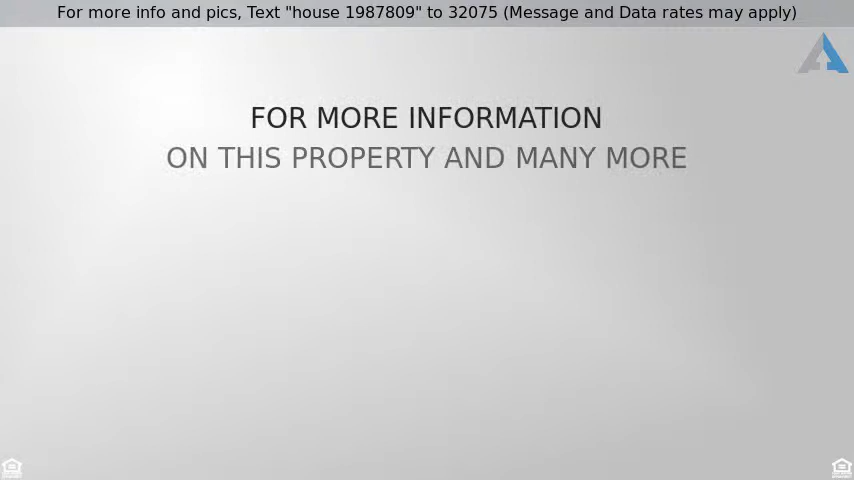 For more info and pics, Text "house 1987809" to 32075 (Message and Data rates may apply)
FOR MORE INFORMATION
ON THIS PROPERTY AND MANY MORE